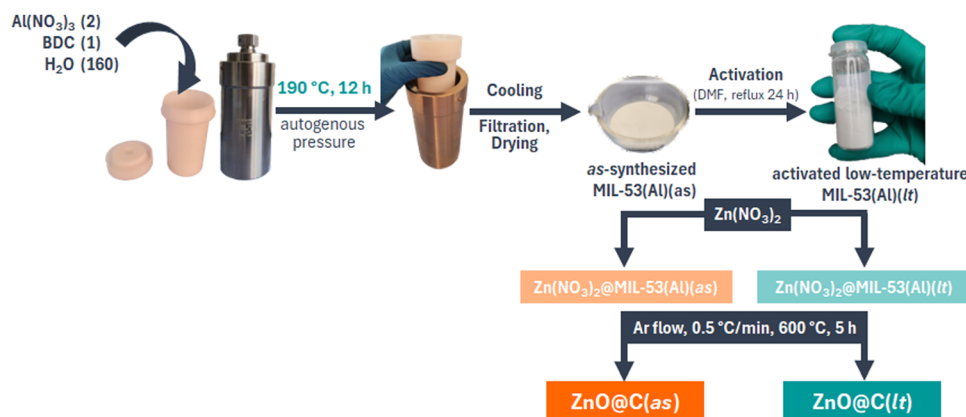 Al(NO₃)₃ (2)
BDC (1)
H₂O (160)
190 °C, 12 h
autogenous
pressure
Cooling
Filtration,
Drying
Activation
(DMF, reflux 24 h)
as-synthesized
MIL-53(Al)(as)
activated low-temperature
MIL-53(Al)(lt)
Zn(NO₃)₂
Zn(NO₃)₂@MIL-53(Al)(as)
Zn(NO₃)₂@MIL-53(Al)(lt)
Ar flow, 0.5 °C/min, 600 °C, 5 h
ZnO@C(as)
ZnO@C(lt)